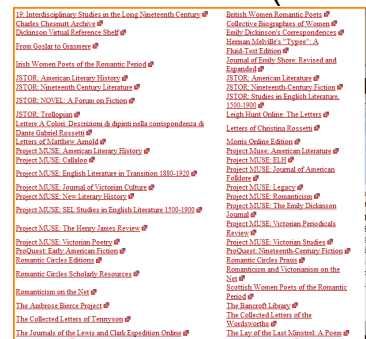 19: Interdisciplinary Studies in the Long Nineteenth Century
British Women Romantic Poets
Charles Chesnutt Archive
Collective Biographies of Women
Dickinson Virtual Reference Shelf
Emily Dickinson's Correspondences
From Goslar to Grasmere
Herman Melville's "Typee": A
Fluid-Text Edition
Irish Women Poets of the Romantic Period
Journal of Emily Shore: Revised and
Expanded
JSTOR: American Literary History
JSTOR: American Literature
JSTOR: Nineteenth Century Literature
JSTOR: Nineteenth-Century Fiction
JSTOR: NOVEL: A Forum on Fiction
JSTOR: Studies in English Literature,
1500-1900
JSTOR: Trollopian
Leigh Hunt Online: The Letters
Lettere A Colori: Descrizioni di dipinti nella corrispondenza di
Dante Gabriel Rossetti
Letters of Christina Rossetti
Letters of Matthew Arnold
Morris Online Edition
Project MUSE: American Literary History
Project Muse: American Literature
Project MUSE: Callaloo
Project MUSE: ELH
Project MUSE: English Literature in Transition 1880-1920
Project MUSE: Journal of American
Folklore
Project MUSE: Journal of Victorian Culture
Project MUSE: Legacy
Project MUSE: New Literary History
Project MUSE: Romanticism
Project MUSE: SEL Studies in English Literature 1500-1900
Project MUSE: The Emily Dickinson
Journal
Project MUSE: The Henry James Review
Project MUSE: Victorian Periodicals
Review
Project MUSE: Victorian Poetry
Project MUSE: Victorian Studies
ProQuest: Early American Fiction
ProQuest: Nineteenth-Century Fiction
Romantic Circles Editions
Romantic Circles Praxis
Romantic Circles Scholarly Resources
Romanticism and Victorianism on the
Net
Romanticism on the Net
Scottish Women Poets of the Romantic
Period
The Ambrose Bierce Project
The Bancroft Library
The Collected Letters of Tennyson
The Collected Letters of the
Wordsworths
The Journals of the Lewis and Clark Expedition Online
The Lay of the Last Minstrel: A Poem